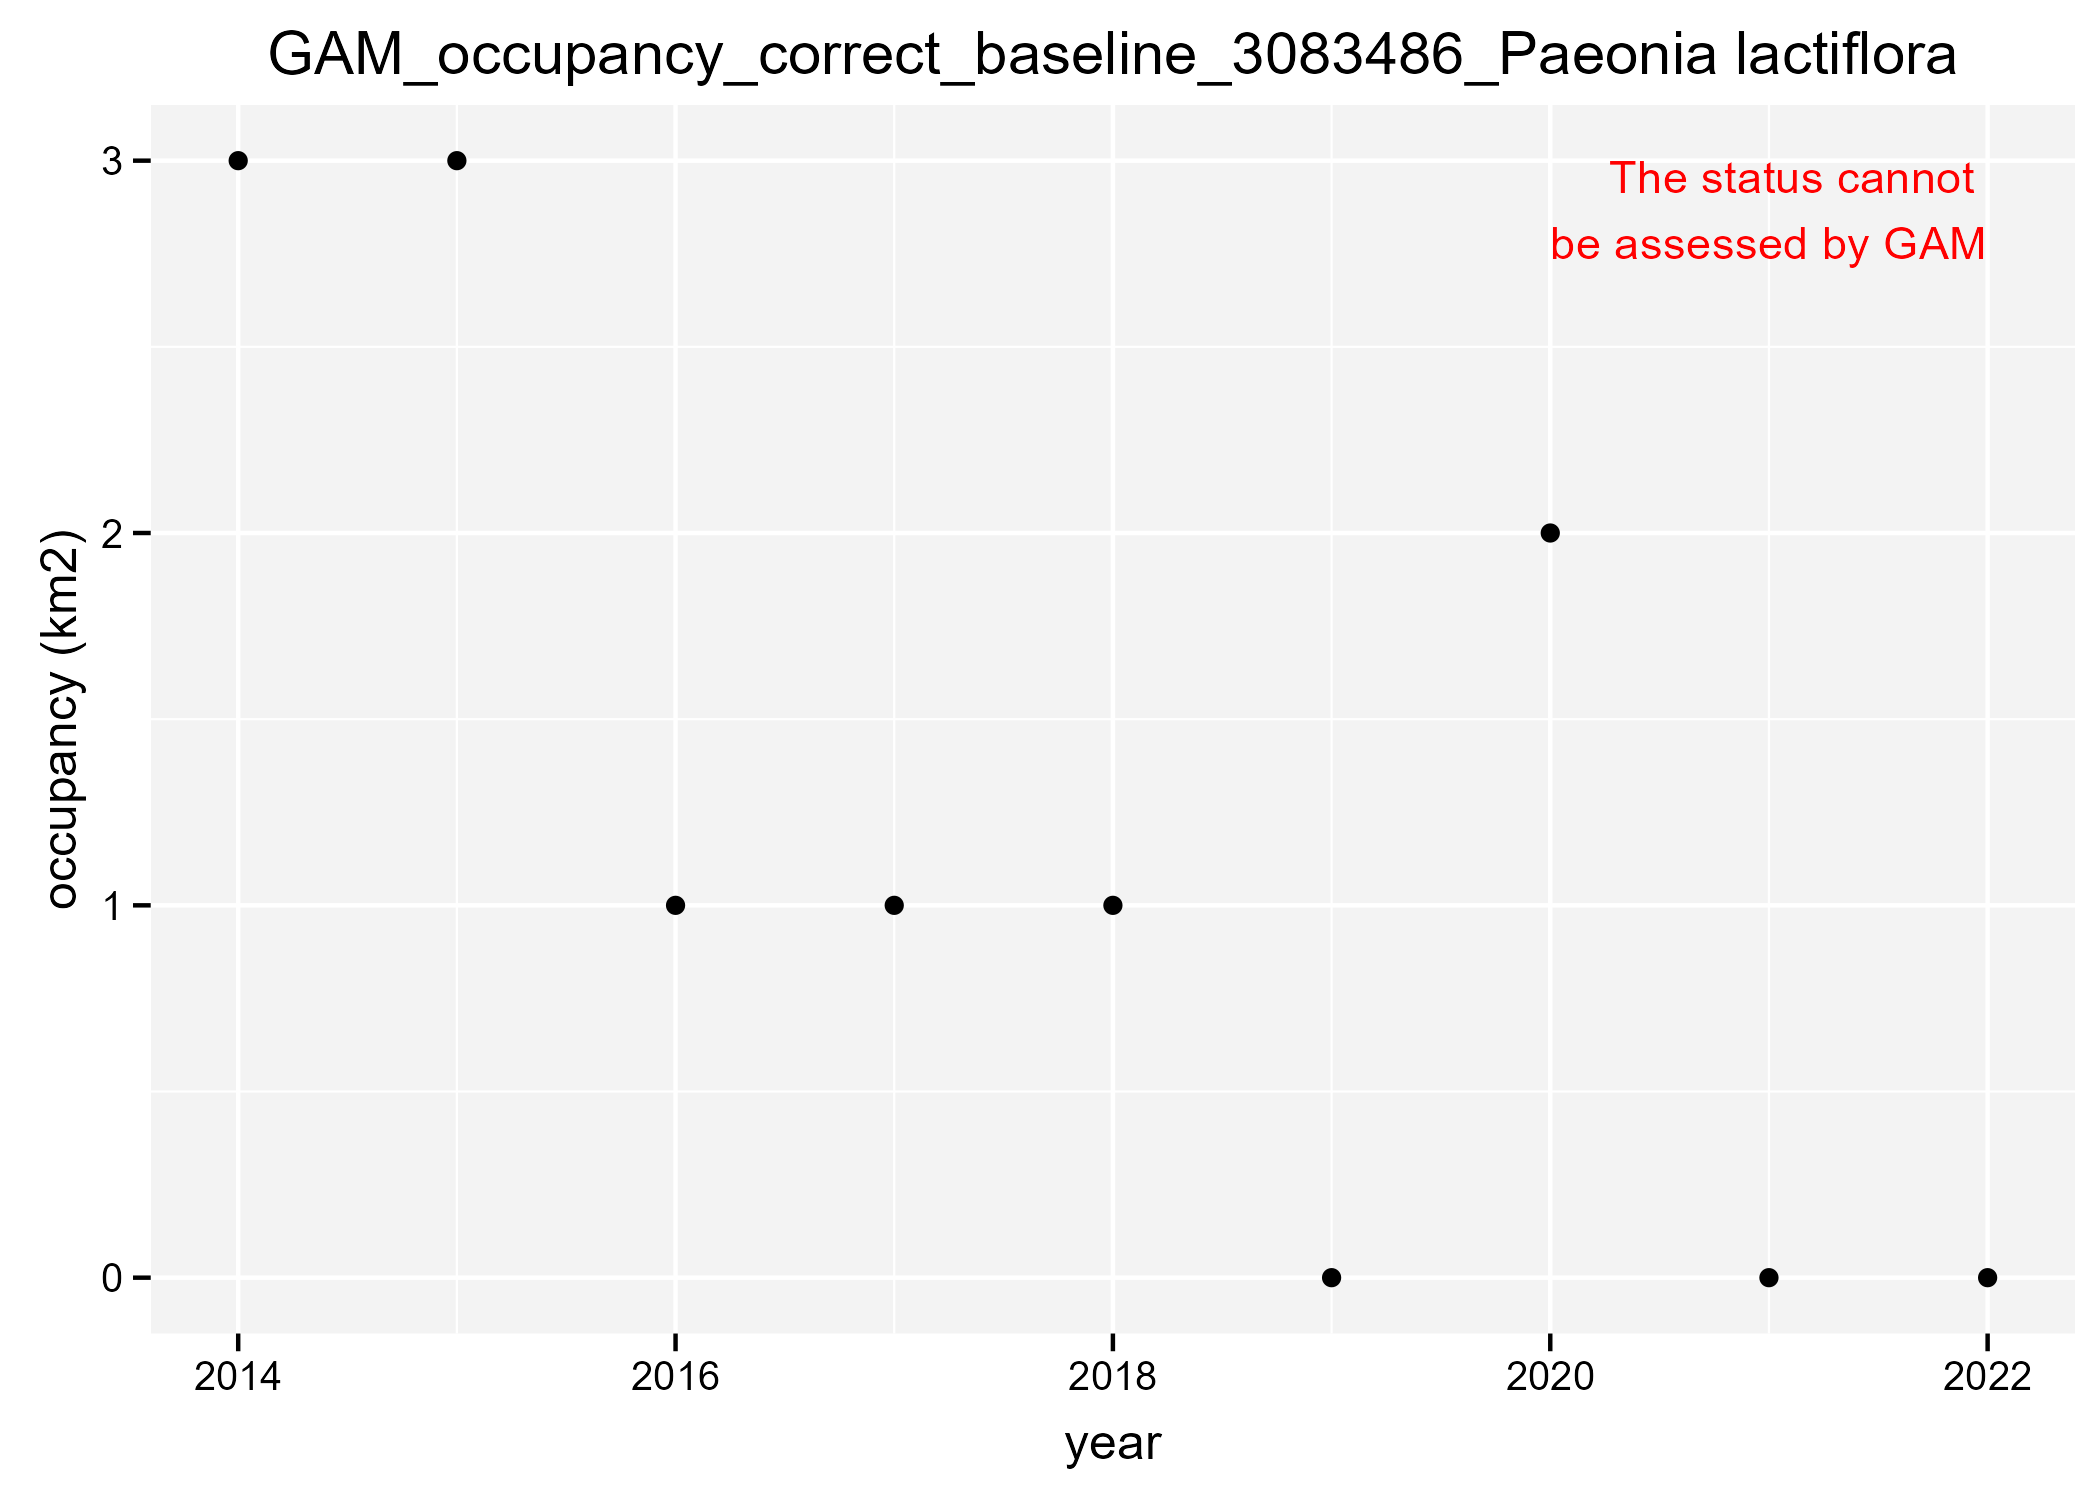 GAM_occupancy_correct_baseline_3083486_Paeonia lactiflora
The status cannot
be assessed by GAM
occupancy (km2)
3
2
1
0
2014 2016 2018 2020 2022
year